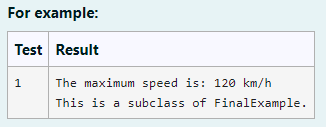 For example:
Test Result
1 The maximum speed is: 120 km/h
This is a subclass of FinalExample.